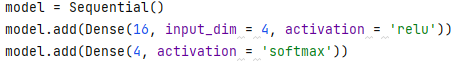 model = Sequential()
model.add(Dense(16, input_dim = 4, activation = 'relu'))
model.add(Dense(4, activation = 'softmax'))